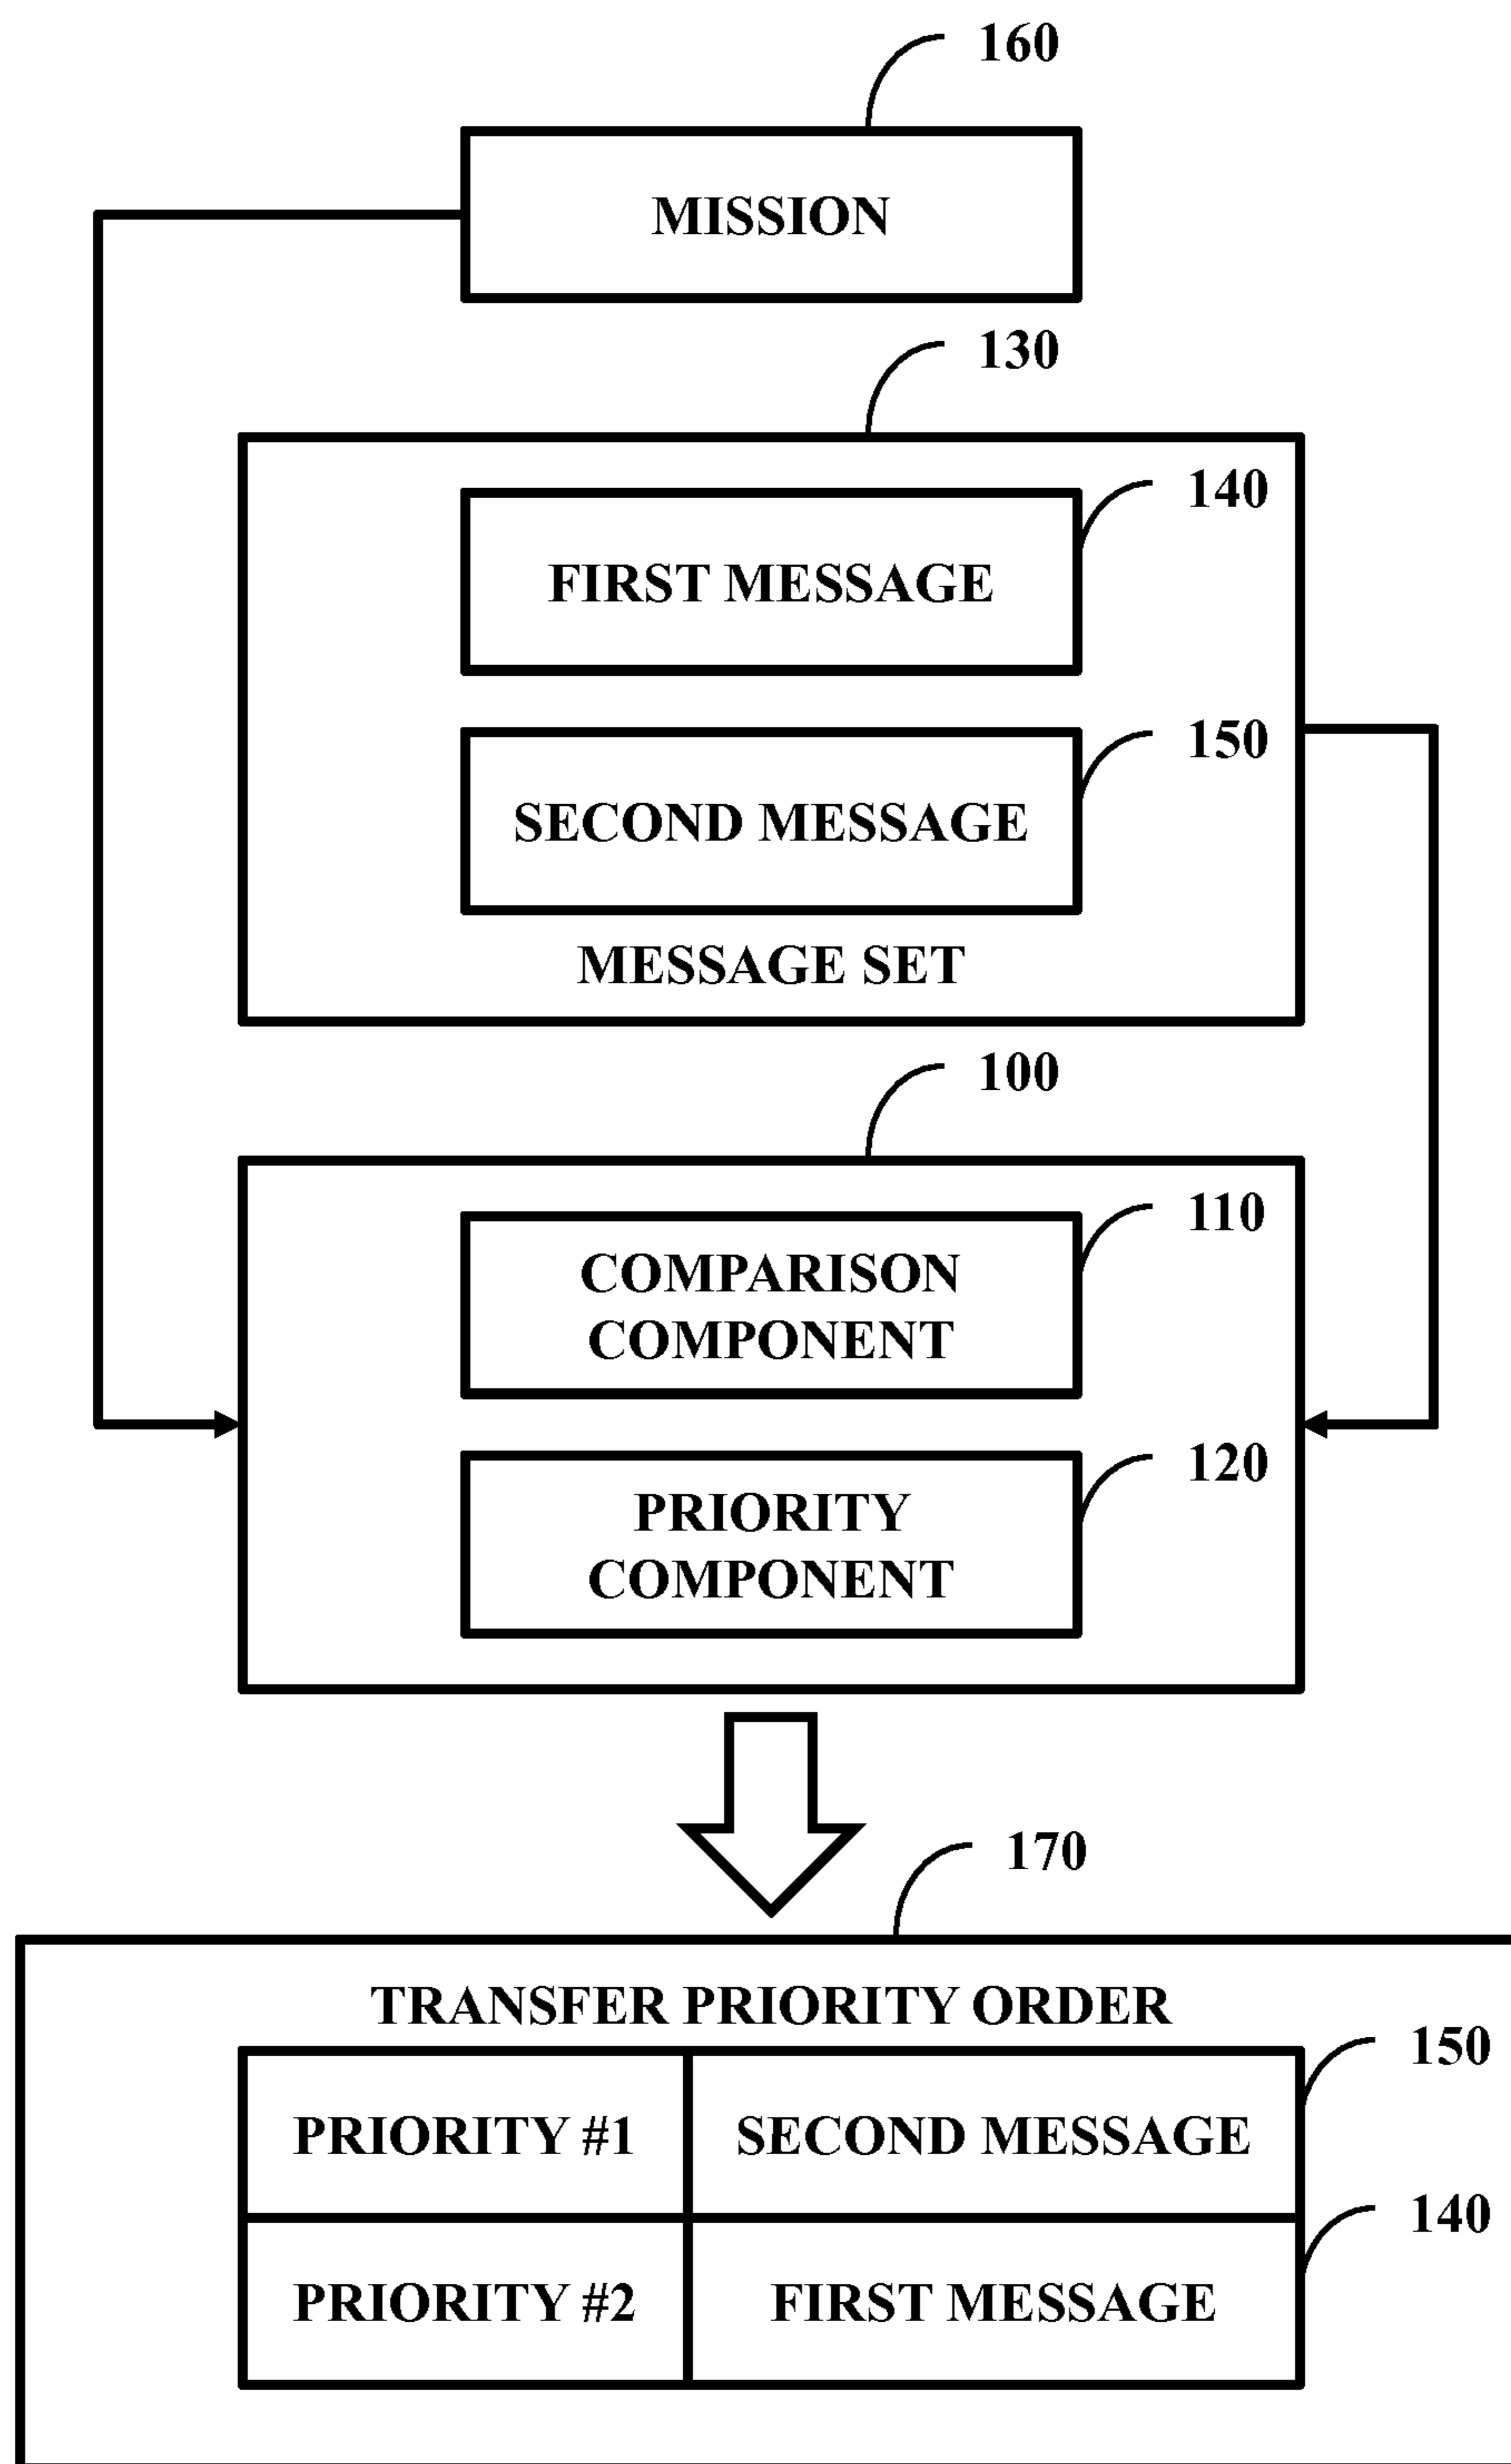 160
MISSION
130
140
FIRST MESSAGE
150
SECOND MESSAGE
MESSAGE SET
100
110
COMPARISON
COMPONENT
120
PRIORITY
COMPONENT
170
TRANSFER PRIORITY ORDER
150
PRIORITY #1 SECOND MESSAGE
140
PRIORITY #2 FIRST MESSAGE